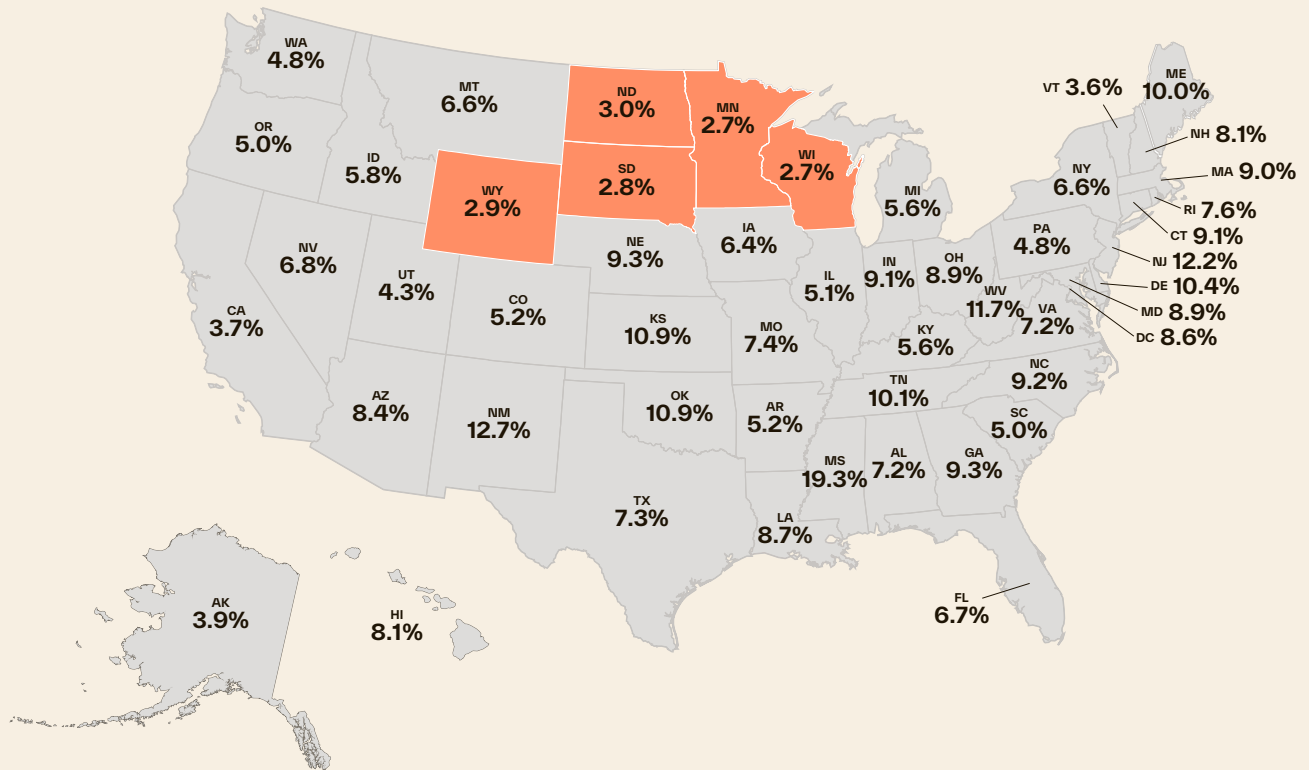 WA
4.8%
MT
6.6%
ND
3.0%
MN
2.7%
VT 3.6%
ME
10.0%
OR
5.0%
ID
5.8%
WY
2.9%
SD
2.8%
WI
2.7%
MI
5.6%
NY
6.6%
NH 8.1%
MA 9.0%
RI 7.6%
CT 9.1%
NJ 12.2%
DE 10.4%
MD 8.9%
DC 8.6%
NV
6.8%
UT
4.3%
CO
5.2%
NE
9.3%
IA
6.4%
IL
5.1%
IN
9.1%
OH
8.9%
PA
4.8%
WV
11.7%
VA
7.2%
CA
3.7%
KS
10.9%
MO
7.4%
KY
5.6%
NC
9.2%
TN
10.1%
SC
5.0%
AZ
8.4%
NM
12.7%
OK
10.9%
AR
5.2%
MS
19.3%
AL
7.2%
GA
9.3%
TX
7.3%
LA
8.7%
FL
6.7%
AK
3.9%
HI
8.1%